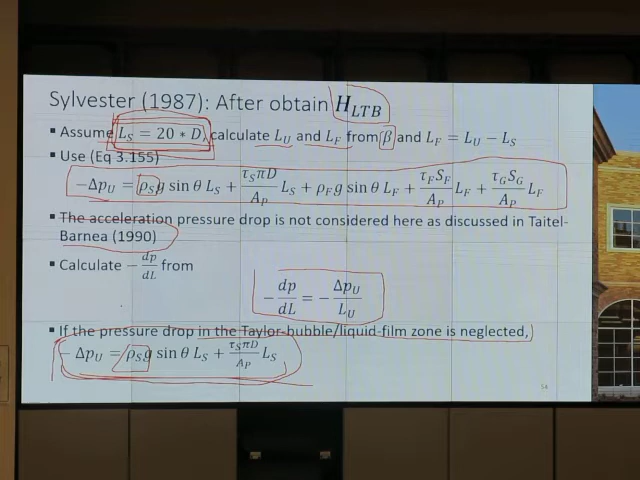 Sylvester (1987): After obtain H_LTB
▪ Assume L_S = 20 * D, calculate L_U and L_F from β and L_F = L_U − L_S
▪ Use (Eq 3.155)
−Δp_U = ρ_S g sin θ L_S + τ_S πD/A_P L_S + ρ_F g sin θ L_F + τ_F S_F/A_P L_F + τ_G S_G/A_P L_F
▪ The acceleration pressure drop is not considered here as discussed in Taitel-
Barnea (1990)
▪ Calculate − dp/dL from
− dp/dL = − Δp_U/L_U
▪ If the pressure drop in the Taylor-bubble/liquid-film zone is neglected,
− Δp_U = ρ_S g sin θ L_S + τ_S πD/A_P L_S
14